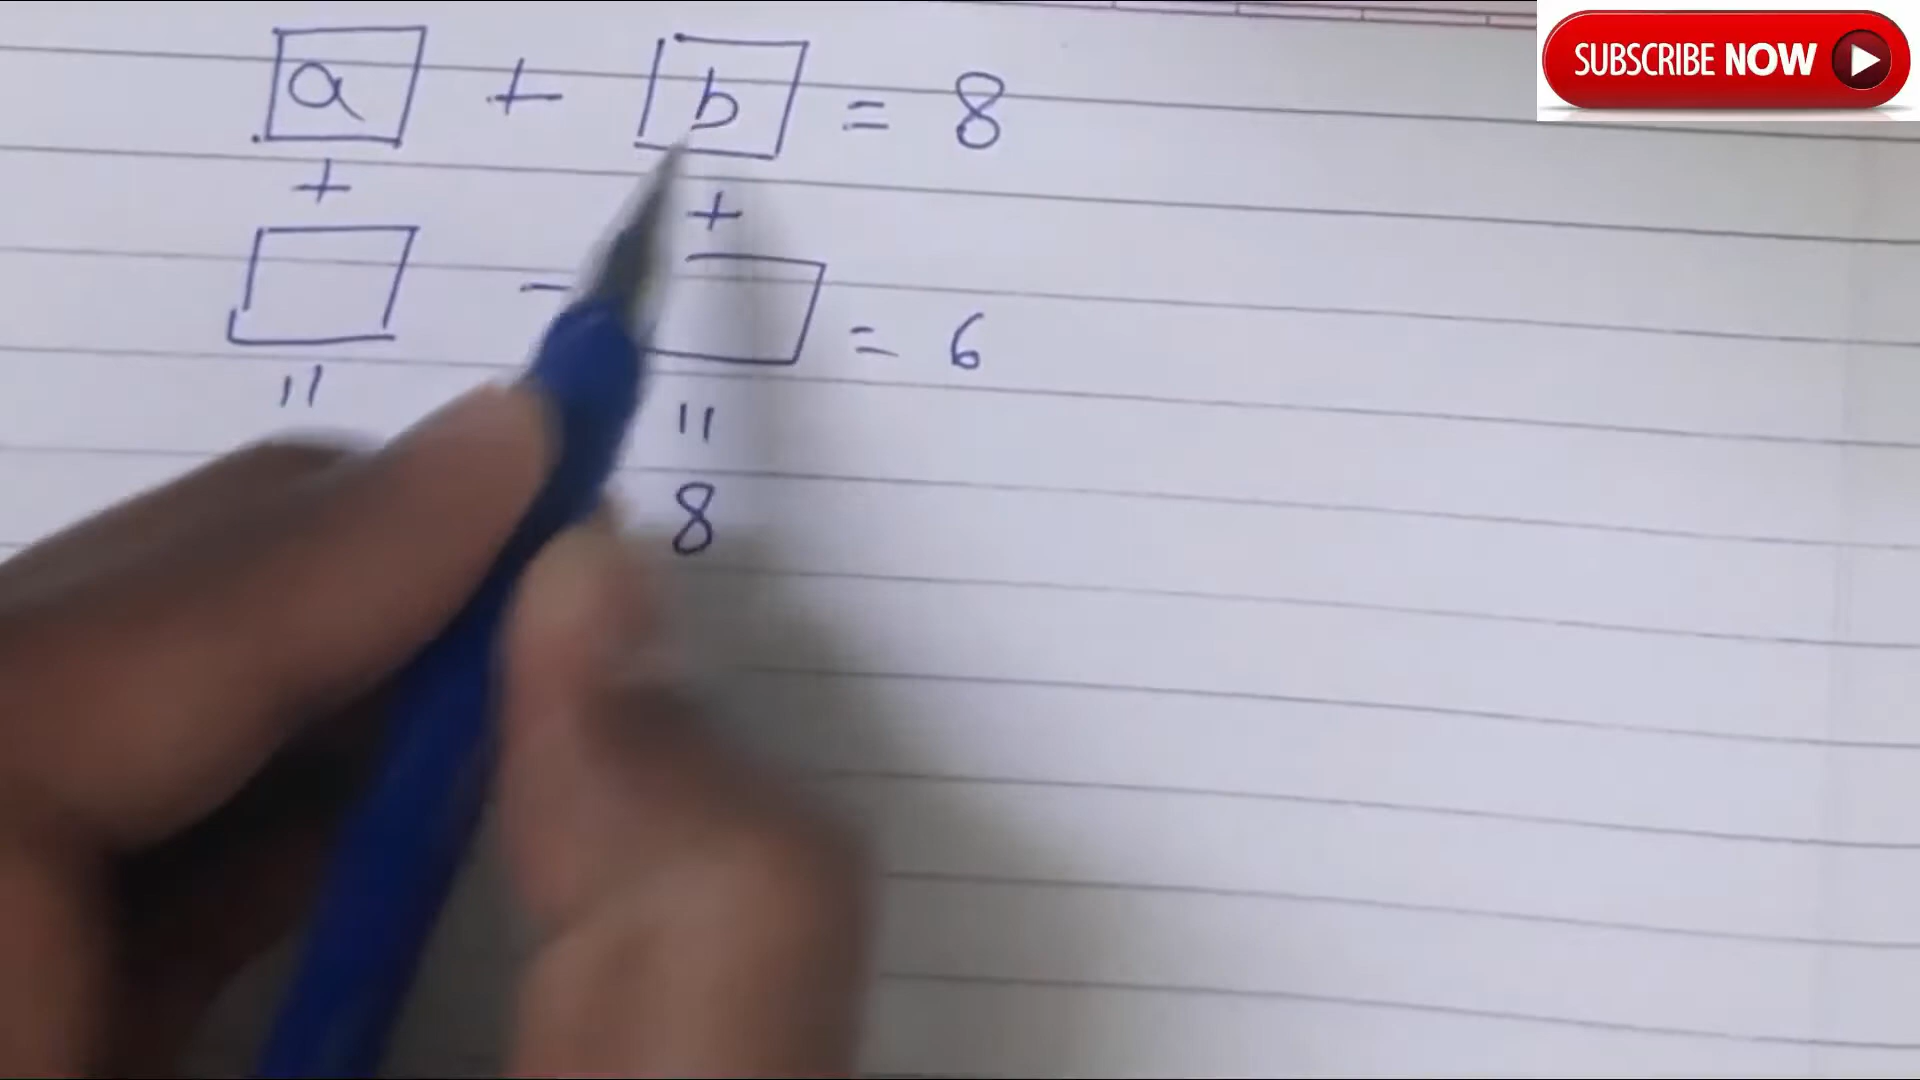 SUBSCRIBE NOW
a + b = 8
+ +
- = 6
= =
8